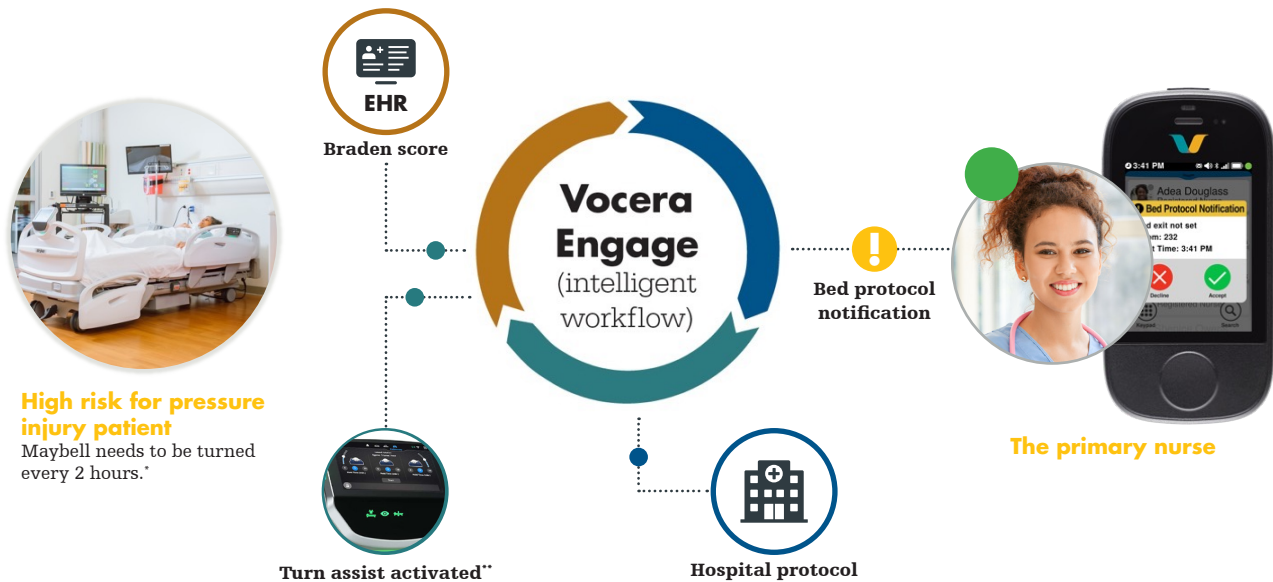 EHR
Braden score
High risk for pressure
injury patient
Maybell needs to be turned
every 2 hours.*
Turn assist activated**
Vocera
Engage
(intelligent
workflow)
Hospital protocol
Bed protocol
notification
3:41 PM
Adea Douglass
Bed Protocol Notification
exit not set
232
Time: 3:41 PM
Decline
Accept
Keypad
Search
The primary nurse